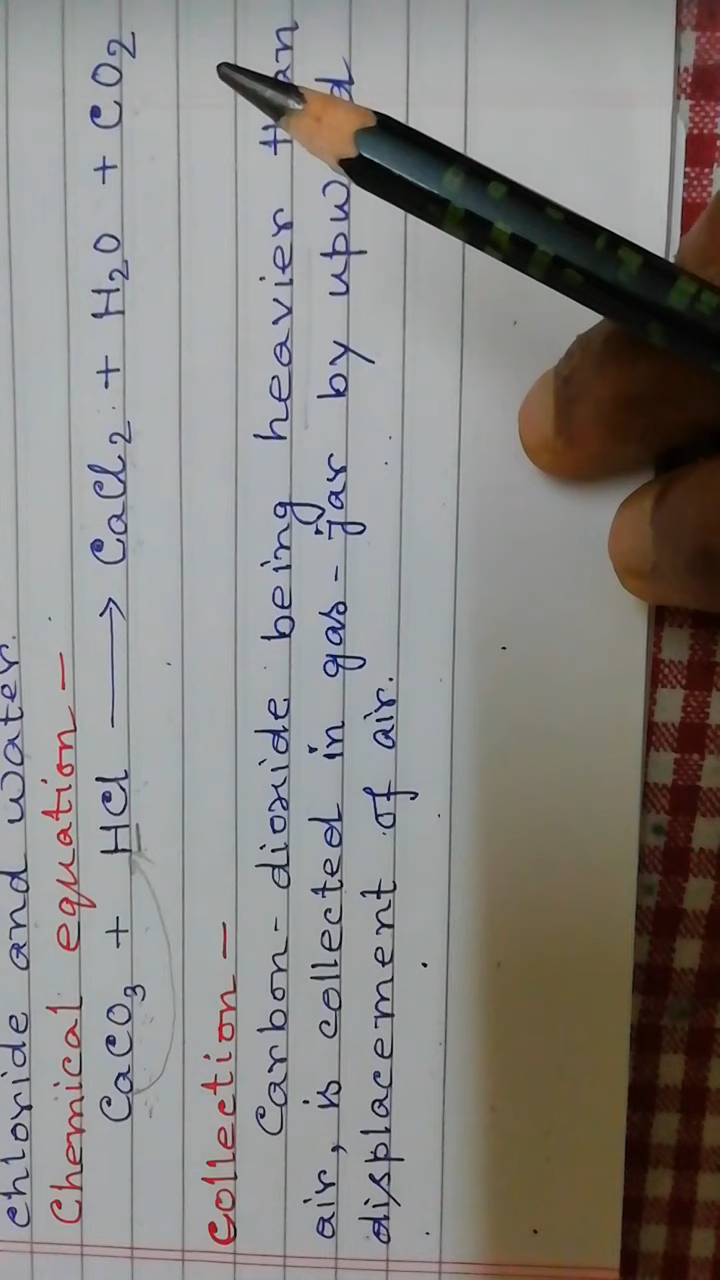 chloride and water.
Chemical equation -
CaCO₃ + HCl ⟶ CaCl₂ + H₂O + CO₂
Collection -
Carbon-dioxide being heavier than
air, is collected in gas-jar by upward
displacement of air.